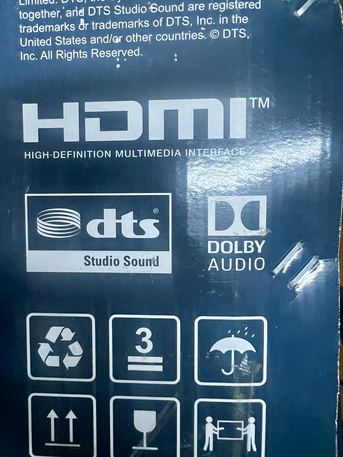 together, and DTS Studio Sound are registered
trademarks or trademarks of DTS, Inc. in the
United States and/or other countries. © DTS,
Inc. All Rights Reserved.
HDMI™
HIGH-DEFINITION MULTIMEDIA INTERFACE
dts®
Studio Sound
DOLBY
AUDIO
3